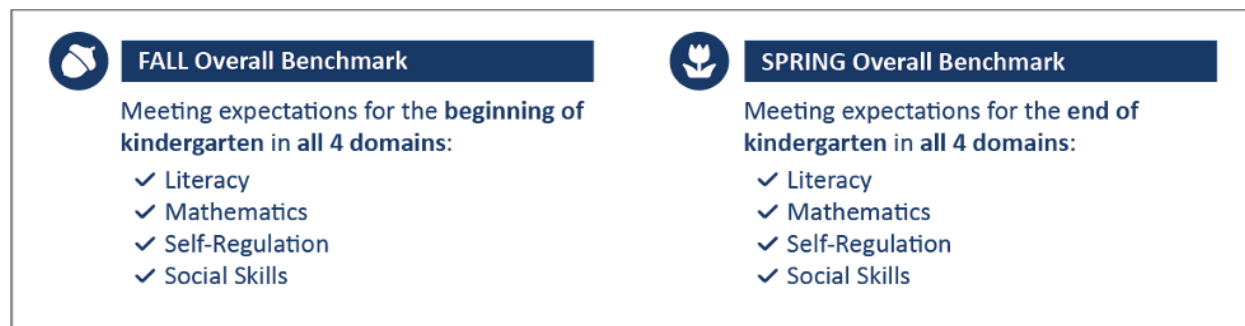 FALL Overall Benchmark
Meeting expectations for the beginning of
kindergarten in all 4 domains:
✓ Literacy
✓ Mathematics
✓ Self-Regulation
✓ Social Skills
SPRING Overall Benchmark
Meeting expectations for the end of
kindergarten in all 4 domains:
✓ Literacy
✓ Mathematics
✓ Self-Regulation
✓ Social Skills